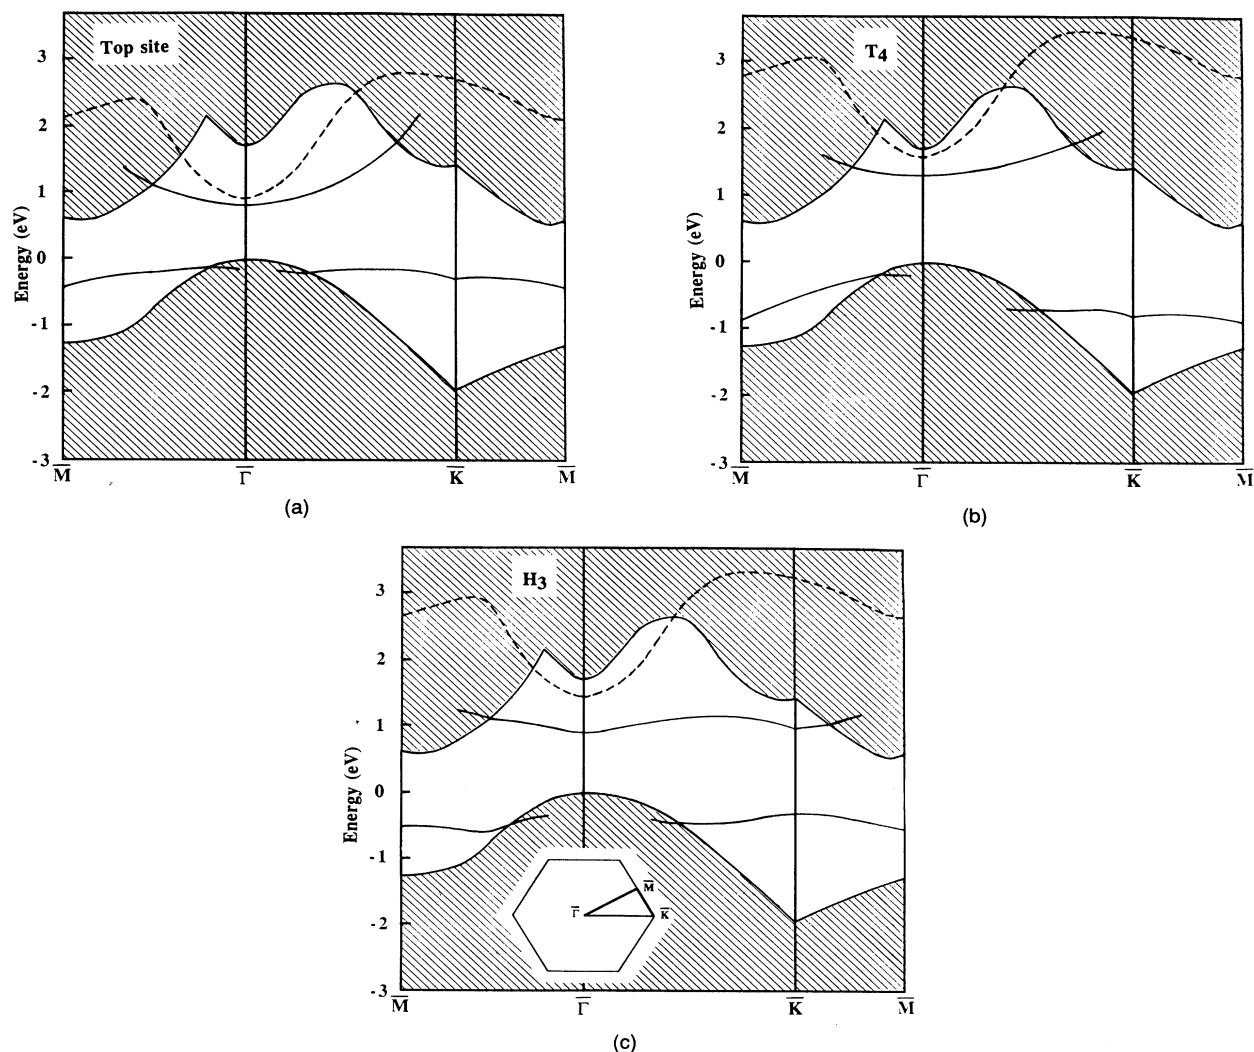 Top site
3
2
1
0
-1
-2
-3
Energy (eV)
M̅ Γ̅ K̅ M̅
(a)
T4
3
2
1
0
-1
-2
-3
Energy (eV)
M̅ Γ̅ K̅ M̅
(b)
H3
3
2
1
0
-1
-2
-3
Energy (eV)
M̅
Γ̅ K̅
M̅ Γ̅ K̅ M̅
(c)